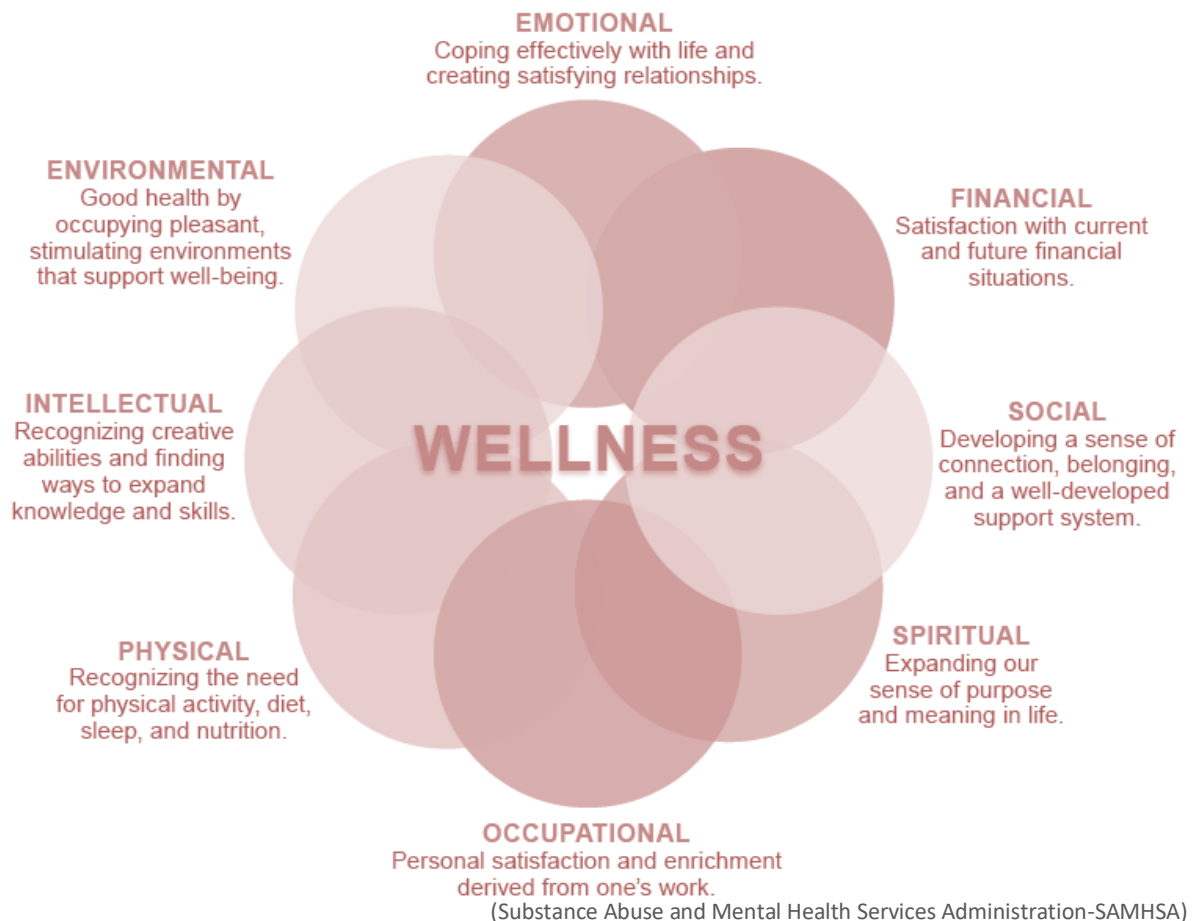 EMOTIONAL
Coping effectively with life and
creating satisfying relationships.
ENVIRONMENTAL
Good health by
occupying pleasant,
stimulating environments
that support well-being.
FINANCIAL
Satisfaction with current
and future financial
situations.
INTELLECTUAL
Recognizing creative
abilities and finding
ways to expand
knowledge and skills.
WELLNESS
SOCIAL
Developing a sense of
connection, belonging,
and a well-developed
support system.
PHYSICAL
Recognizing the need
for physical activity, diet,
sleep, and nutrition.
SPIRITUAL
Expanding our
sense of purpose
and meaning in life.
OCCUPATIONAL
Personal satisfaction and enrichment
derived from one's work.
(Substance Abuse and Mental Health Services Administration-SAMHSA)